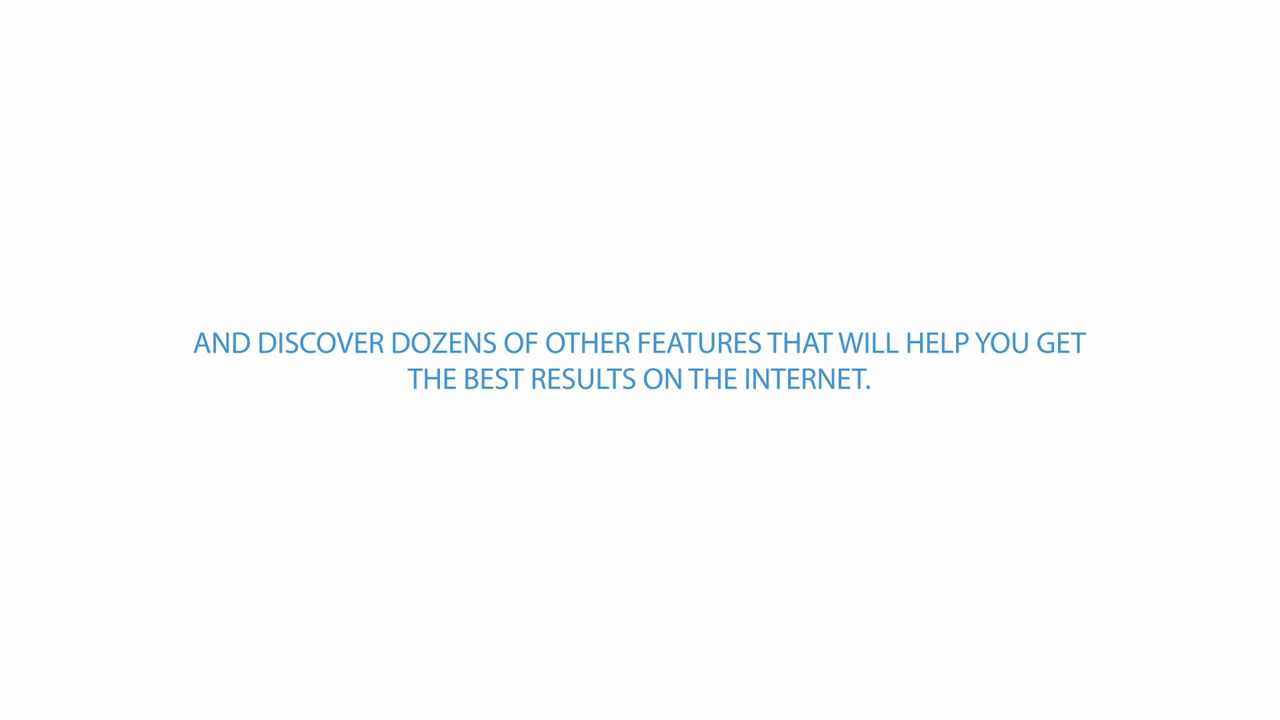 AND DISCOVER DOZENS OF OTHER FEATURES THAT WILL HELP YOU GET
THE BEST RESULTS ON THE INTERNET.